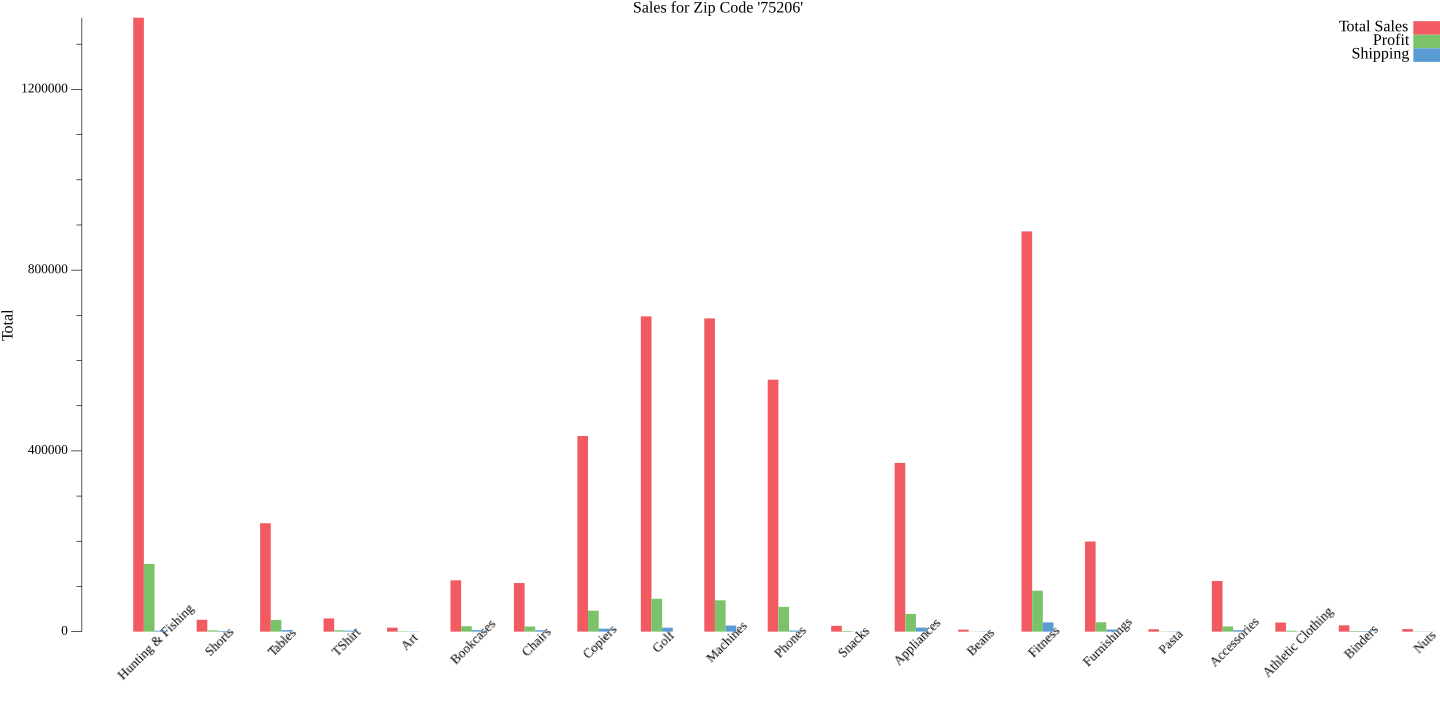 Sales for Zip Code '75206'
Total Sales
Profit
Shipping
1200000
800000
400000
0
Total
Hunting & Fishing
Shorts
Tables
TShirt
Art
Bookcases
Chairs
Copiers
Golf
Machines
Phones
Snacks
Appliances
Beans
Fitness
Furnishings
Pasta
Accessories
Athletic Clothing
Binders
Nuts